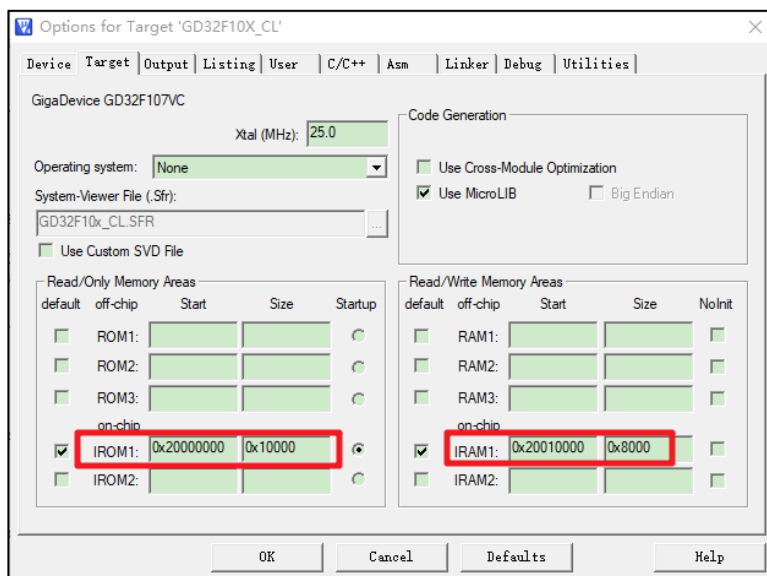 Options for Target 'GD32F10X_CL'
Device Target Output Listing User C/C++ Asm Linker Debug Utilities
GigaDevice GD32F107VC
Xtal (MHz): 25.0
Operating system: None
System-Viewer File (.Sfr):
GD32F10x_CL.SFR ...
Use Custom SVD File
Code Generation
Use Cross-Module Optimization
Use MicroLIB Big Endian
Read/Only Memory Areas
default off-chip Start Size Startup
ROM1:
ROM2:
ROM3:
on-chip
IROM1: 0x20000000 0x10000
IROM2:
Read/Write Memory Areas
default off-chip Start Size NoInit
RAM1:
RAM2:
RAM3:
on-chip
IRAM1: 0x20010000 0x8000
IRAM2:
OK Cancel Defaults Help